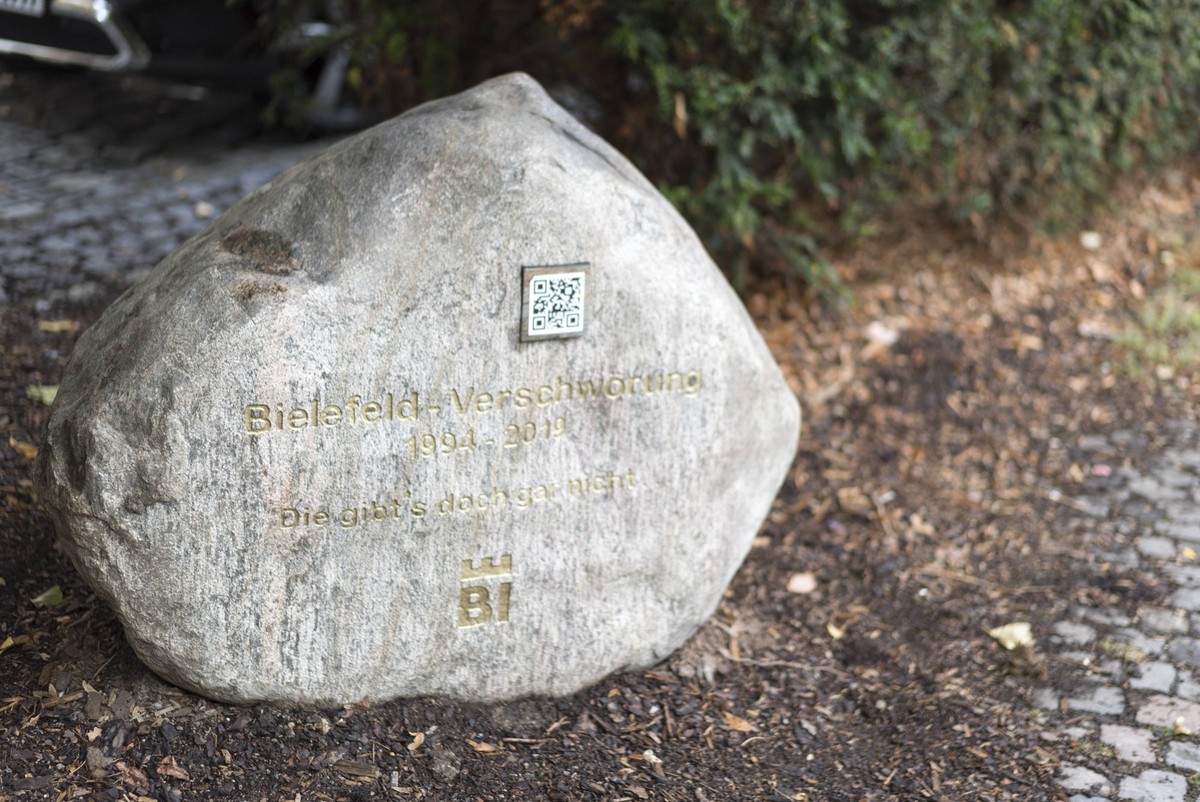 Bielefeld-Verschwörung
1994 - 2019
Die gibt's doch gar nicht
BI